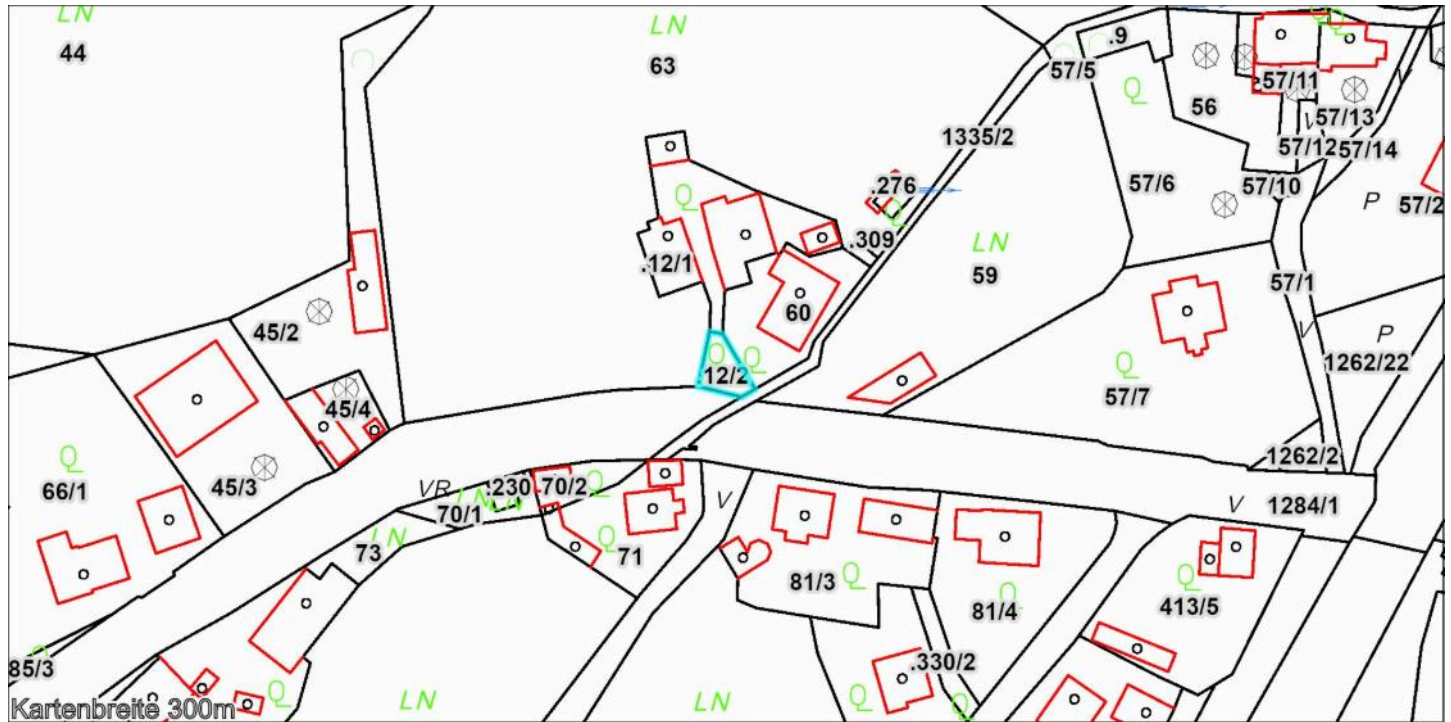 LN
LN
44
63
.9
57/5
57/11
56
V
57/13
V
1335/2
57/12
57/14
Q
.276
57/6
57/10
P
57/2
Q
Q
.309
LN
.12/1
59
57/1
60
45/2
V
P
1262/22
Q
Q
12/2
Q
57/7
45/4
Q
66/1
45/3
VR
LN
LN
.230
70/2
Q
1262/2
70/1
V
V
1284/1
LN
73
Q
71
81/3
Q
Q
81/4
Q
413/5
85/3
.330/2
Q
LN
LN
Q
Q
Kartenbreite 300m